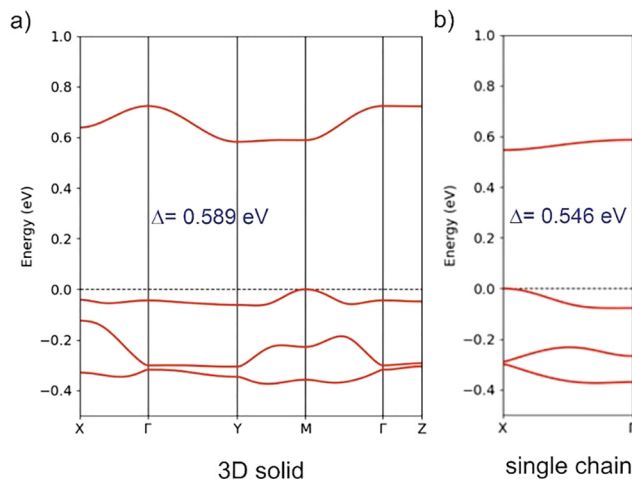 a)
1.0
0.8
0.6
0.4
0.2
0.0
−0.2
−0.4
Energy (eV)
Δ= 0.589 eV
X Γ Y M Γ Z
3D solid
b)
1.0
0.8
0.6
0.4
0.2
0.0
−0.2
−0.4
Energy (eV)
Δ= 0.546 eV
X Γ
single chain